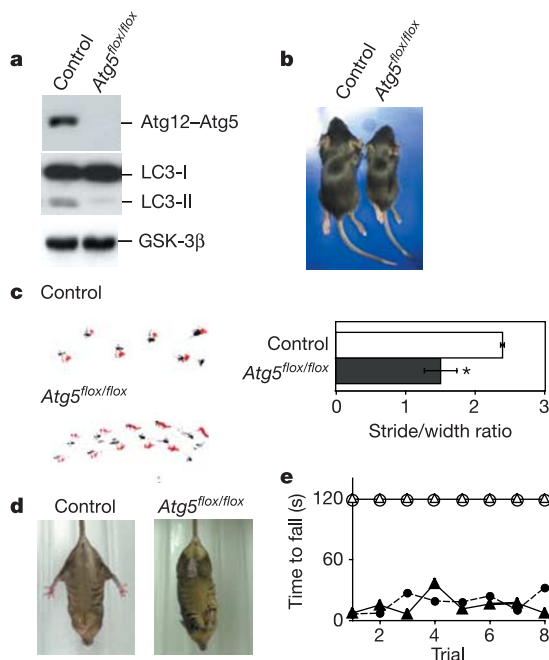 a
Control
Atg5flox/flox
Atg12–Atg5
LC3-I
LC3-II
GSK-3β
b
Control
Atg5flox/flox
c
Control
Atg5flox/flox
Control
Atg5flox/flox
*
0 1 2 3
Stride/width ratio
d
Control
Atg5flox/flox
e
Time to fall (s)
120
60
0
2 4 6 8
Trial